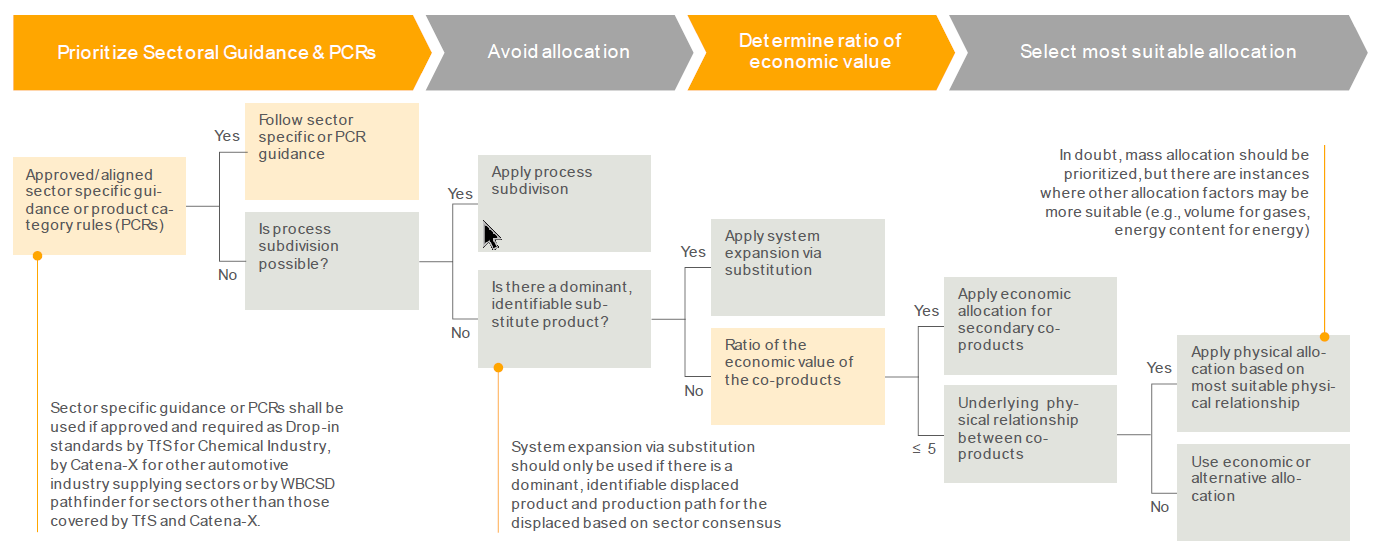 Prioritize Sectoral Guidance & PCRs
Avoid allocation
Determine ratio of
economic value
Select most suitable allocation
Approved/aligned
sector specific gui-
dance or product ca-
tegory rules (PCRs)
Yes
Follow sector
specific or PCR
guidance
No
Is process
subdivision
possible?
Yes
Apply process
subdivison
No
Is there a dominant,
identifiable sub-
stitute product?
Yes
Apply system
expansion via
substitution
No
Ratio of the
economic value of
the co-products
Yes
Apply economic
allocation for
secondary co-
products
≤ 5
Underlying phy-
sical relationship
between co-
products
Yes
Apply physical allo-
cation based on
most suitable physi-
cal relationship
No
Use economic or
alternative allo-
cation
In doubt, mass allocation should be
prioritized, but there are instances
where other allocation factors may be
more suitable (e.g., volume for gases,
energy content for energy)
Sector specific guidance or PCRs shall be
used if approved and required as Drop-in
standards by TfS for Chemical Industry,
by Catena-X for other automotive
industry supplying sectors or by WBCSD
pathfinder for sectors other than those
covered by TfS and Catena-X.
System expansion via substitution
should only be used if there is a
dominant, identifiable displaced
product and production path for the
displaced based on sector consensus